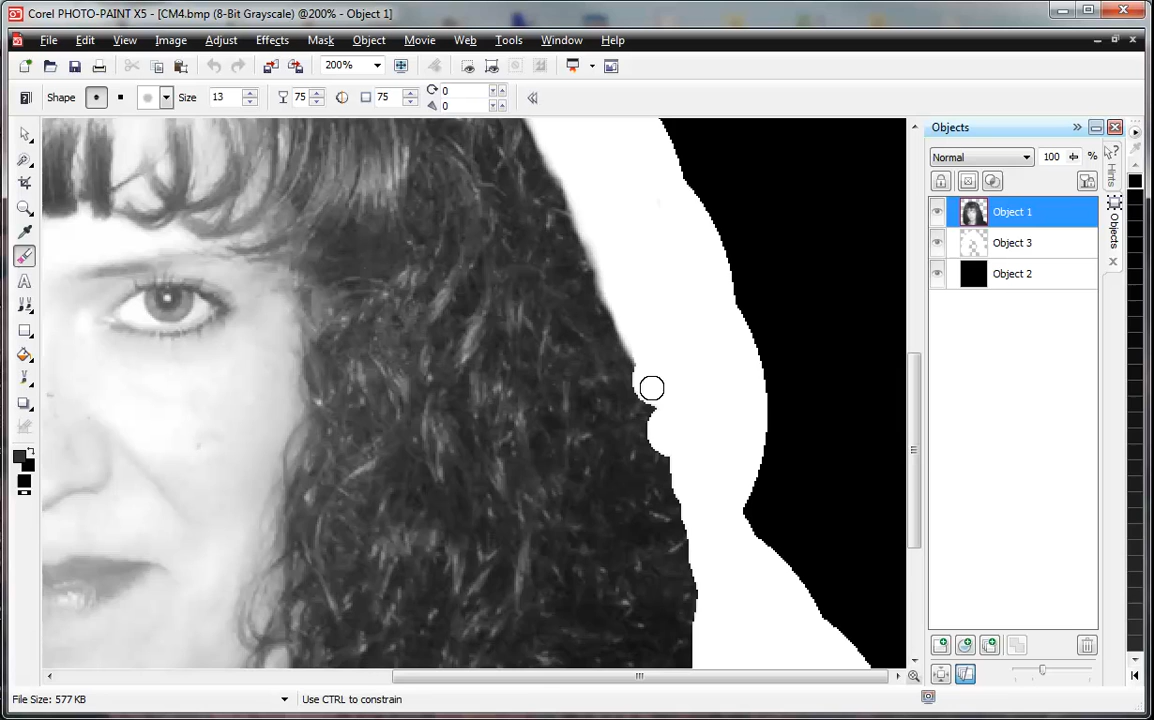 Corel PHOTO-PAINT X5 - [CM4.bmp (8-Bit Grayscale) @200% - Object 1]
File Edit View Image Adjust Effects Mask Object Movie Web Tools Window Help
200%
Shape Size 13 75 75 0
0
Objects
Normal 100 %
Hints
Objects
Object 1
Object 3
Object 2
File Size: 577 KB Use CTRL to constrain